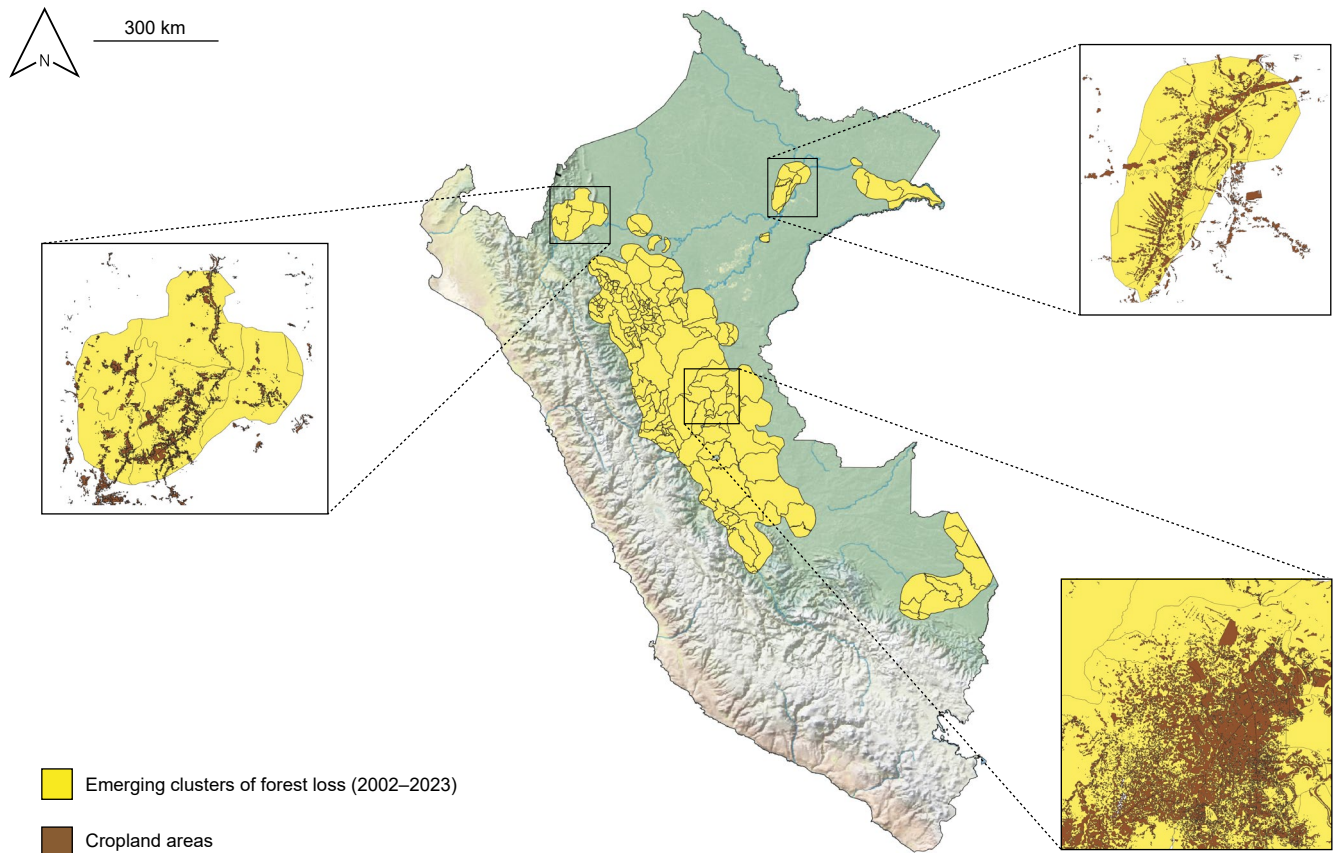 N
300 km
Emerging clusters of forest loss (2002–2023)
Cropland areas